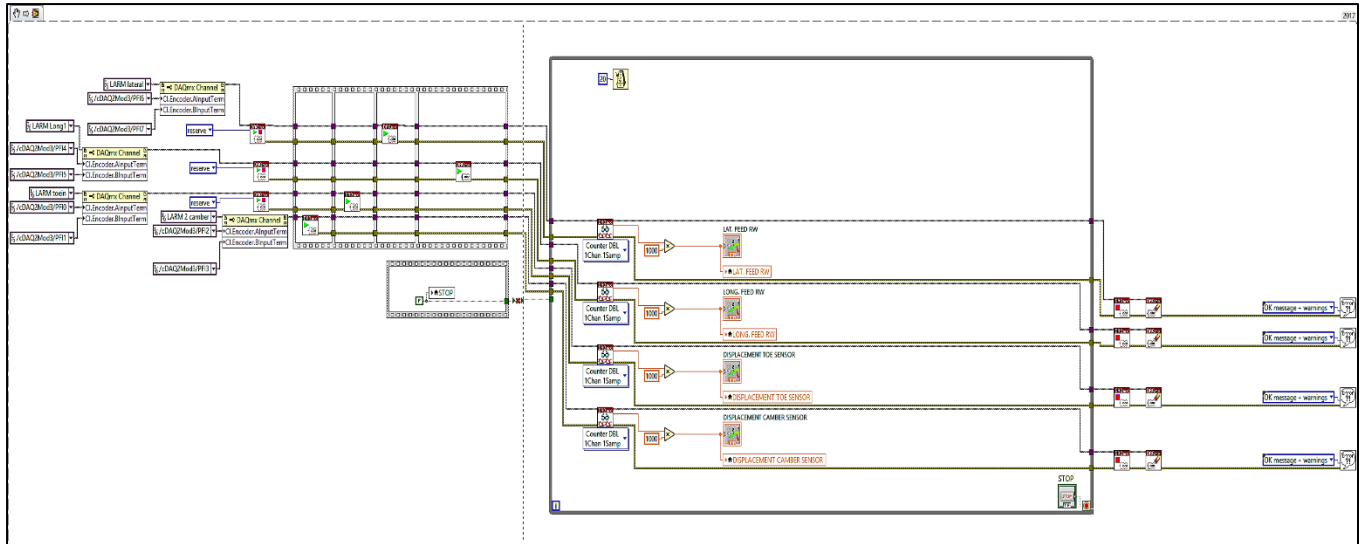 2017
LARM lateral
DAQmx Channel
/cDAQ2Mod3/PFI6
CI.Encoder.AInputTerm
CI.Encoder.BInputTerm
/cDAQ2Mod3/PFI7
reserve
LARM Long1
DAQmx Channel
/cDAQ2Mod3/PFI4
CI.Encoder.AInputTerm
/cDAQ2Mod3/PFI5
CI.Encoder.BInputTerm
reserve
LARM toein
DAQmx Channel
/cDAQ2Mod3/PFI0
CI.Encoder.AInputTerm
CI.Encoder.BInputTerm
/cDAQ2Mod3/PFI1
reserve
LARM 2 camber
DAQmx Channel
/cDAQ2Mod3/PFI2
CI.Encoder.AInputTerm
CI.Encoder.BInputTerm
/cDAQ2Mod3/PFI3
STOP
F
20
LAT. FEED RW
Counter DBL
1Chan 1Samp
1000
LAT. FEED RW
LONG. FEED RW
Counter DBL
1Chan 1Samp
1000
LONG. FEED RW
DISPLACEMENT TOE SENSOR
Counter DBL
1Chan 1Samp
1000
DISPLACEMENT TOE SENSOR
DISPLACEMENT CAMBER SENSOR
Counter DBL
1Chan 1Samp
1000
DISPLACEMENT CAMBER SENSOR
STOP
STOP
TF
i
OK message + warnings
OK message + warnings
OK message + warnings
OK message + warnings